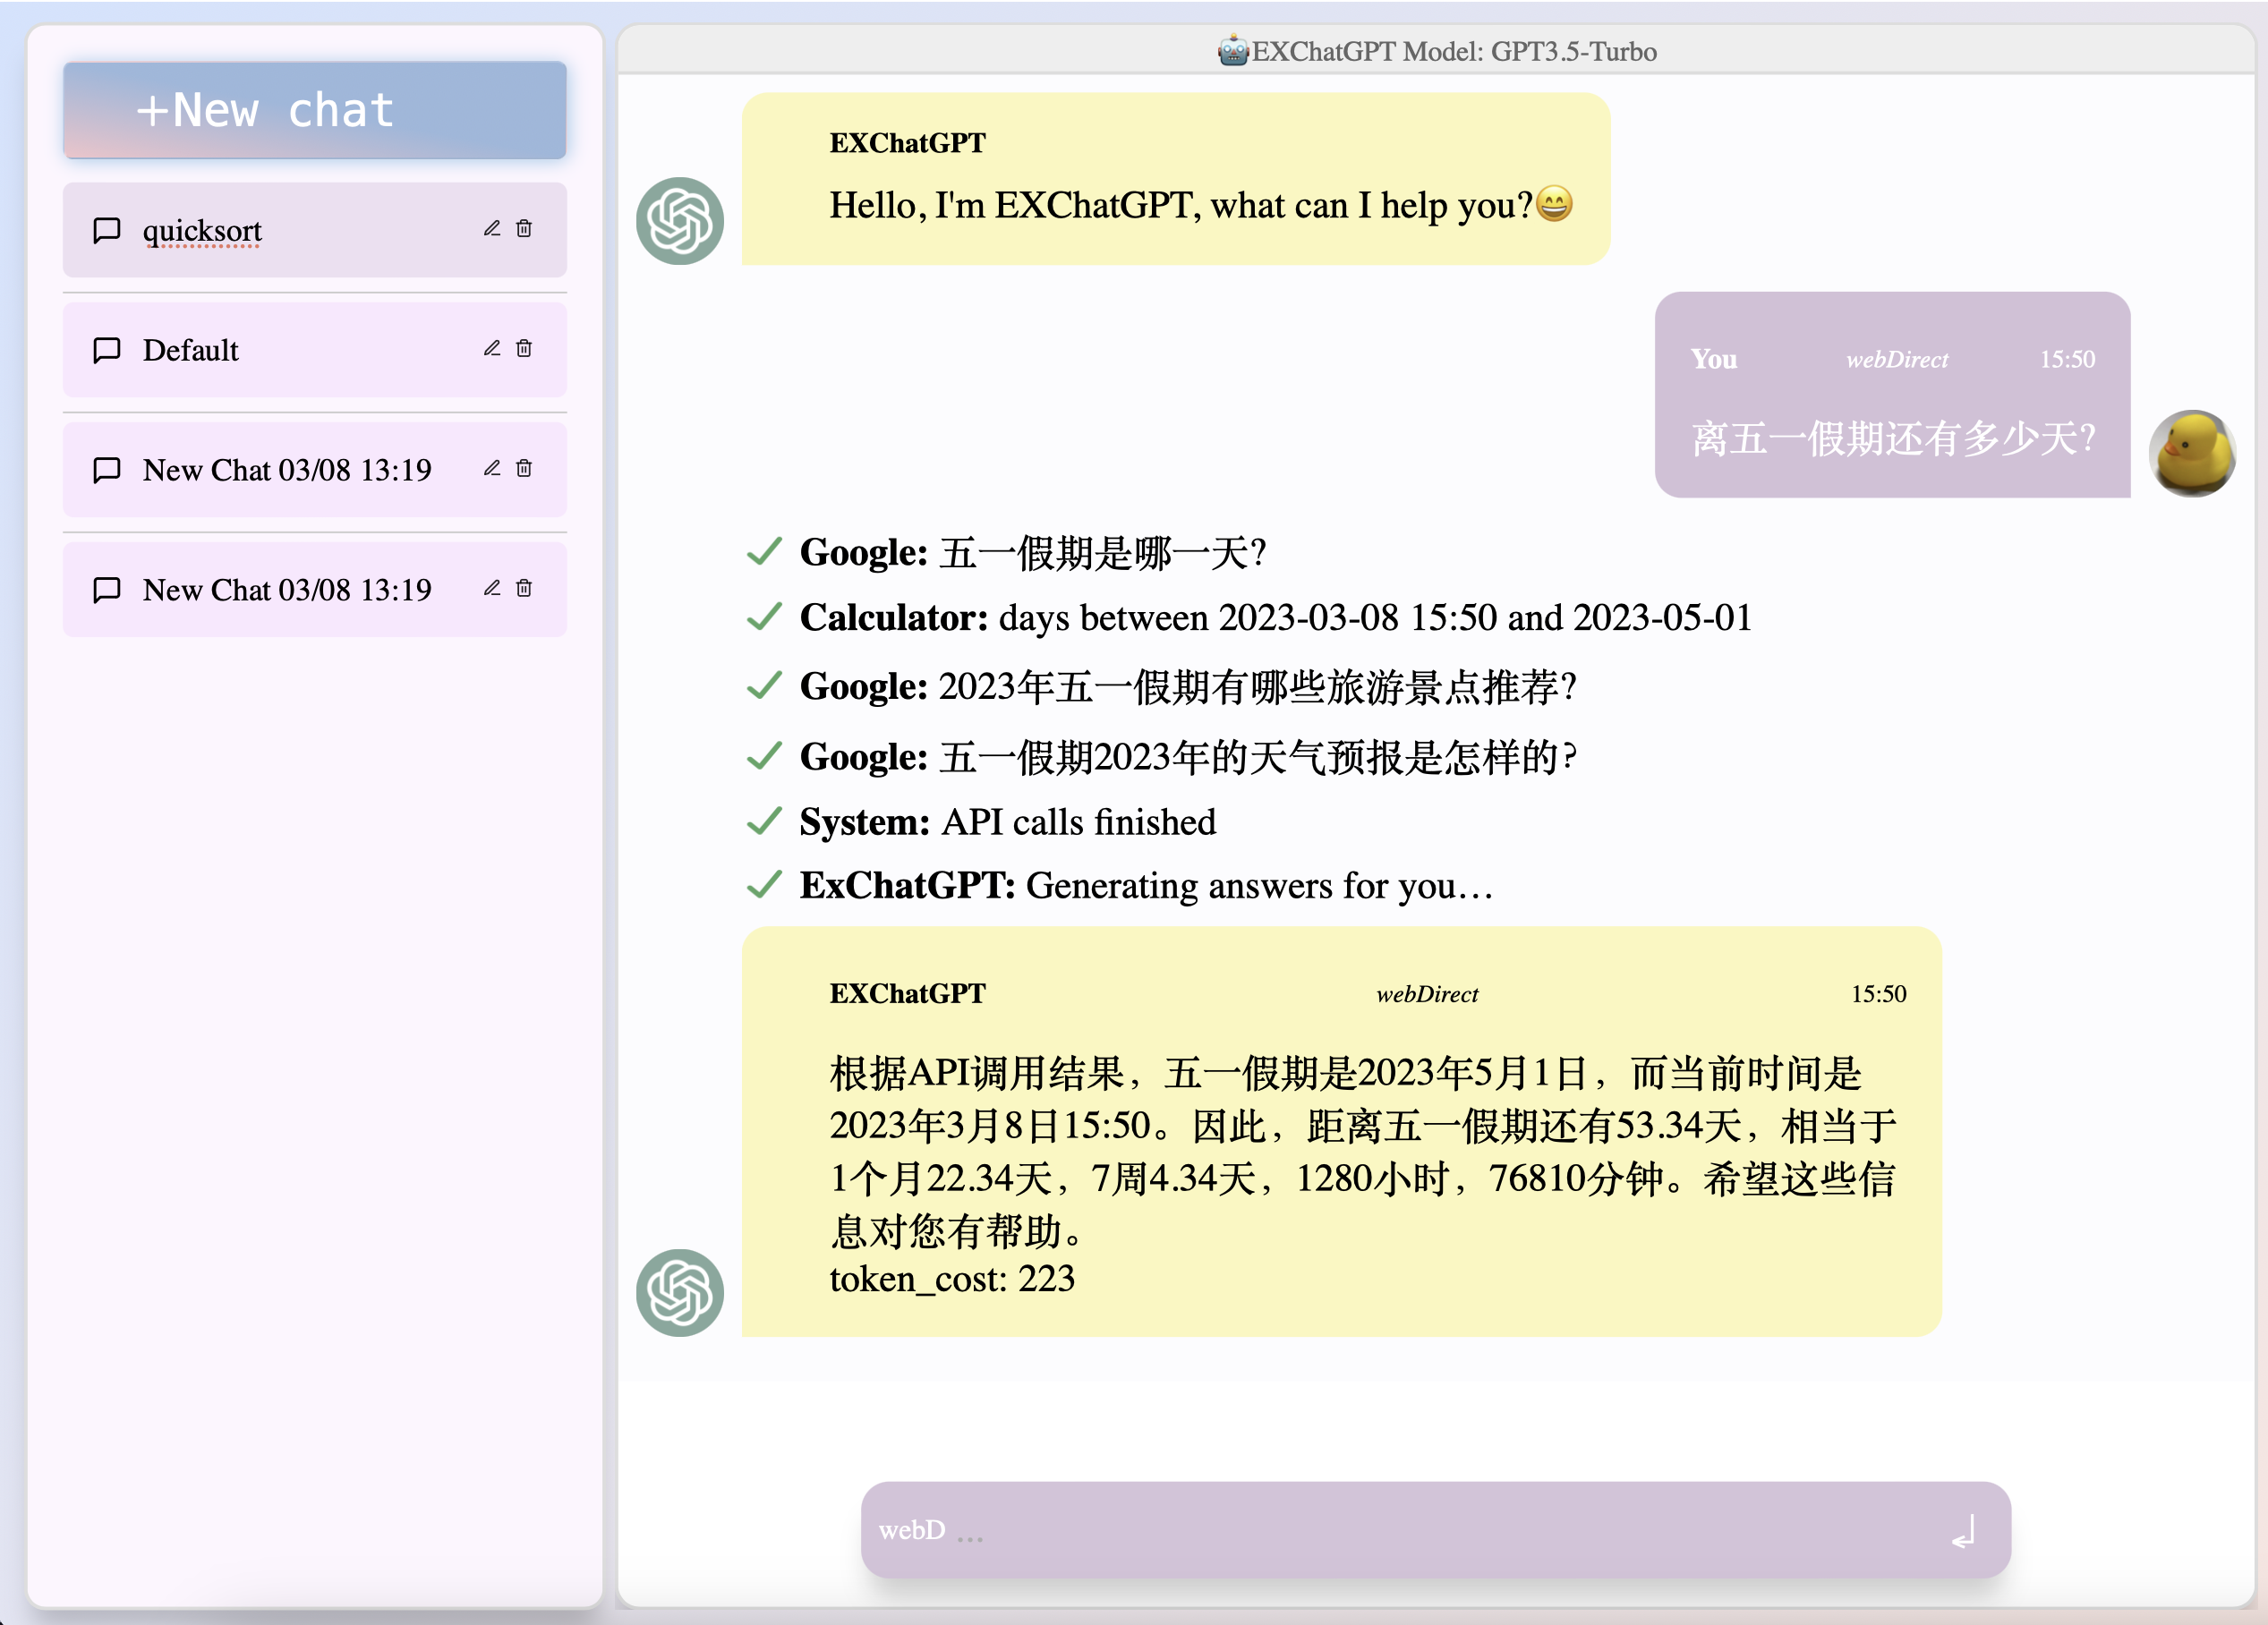 +New chat
quicksort
Default
New Chat 03/08 13:19
New Chat 03/08 13:19
🤖EXChatGPT Model: GPT3.5-Turbo
EXChatGPT
Hello, I'm EXChatGPT, what can I help you?😄
You webDirect 15:50
离五一假期还有多少天?
Google: 五一假期是哪一天?
Calculator: days between 2023-03-08 15:50 and 2023-05-01
Google: 2023年五一假期有哪些旅游景点推荐?
Google: 五一假期2023年的天气预报是怎样的?
System: API calls finished
ExChatGPT: Generating answers for you…
EXChatGPT webDirect 15:50
根据API调用结果，五一假期是2023年5月1日，而当前时间是
2023年3月8日15:50。因此，距离五一假期还有53.34天，相当于
1个月22.34天，7周4.34天，1280小时，76810分钟。希望这些信
息对您有帮助。
token_cost: 223
webD …